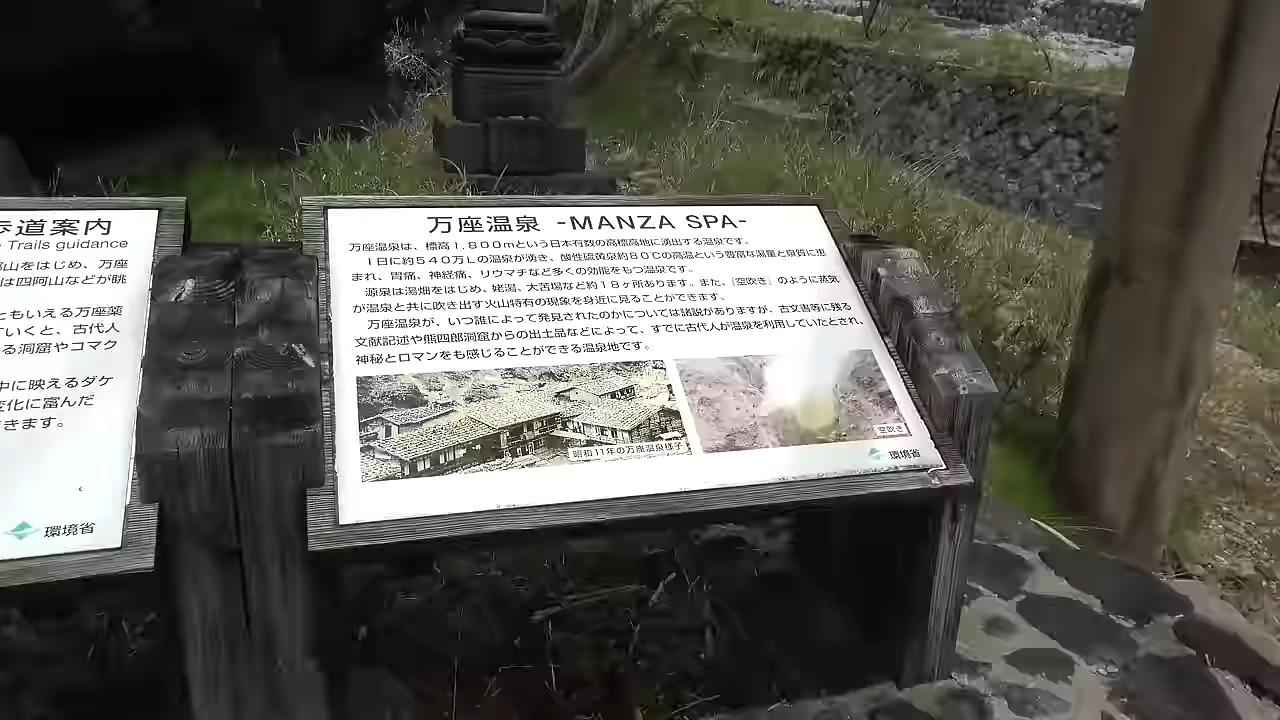 歩道案内
Trails guidance
郡山をはじめ、万座
は四阿山などが眺
ともいえる万座薬
ていくと、古代人
る洞窟やコマク
中に映えるダケ
変化に富んだ
きます。
環境省
万座温泉 -MANZA SPA-
万座温泉は、標高1,800mという日本有数の高標高地に湧出する温泉です。
1日に約540万Lの温泉が湧き、酸性硫黄泉約80℃の高温という豊富な湯量と泉質に恵
まれ、胃腸、神経痛、リウマチなど多くの効能をもつ温泉です。
源泉は湯畑をはじめ、姥湯、大苦湯など約18ヶ所あります。また、「空吹き」のように蒸気
が温泉と共に吹き出す火山特有の現象を身近に見ることができます。
万座温泉が、いつ誰によって発見されたのかについては諸説がありますが、古文書等に残る
文献記述や熊四郎洞窟からの出土品などによって、すでに古代人が温泉を利用していたとされ、
神秘とロマンをも感じることができる温泉地です。
昭和11年の万座温泉様子
空吹き
環境省